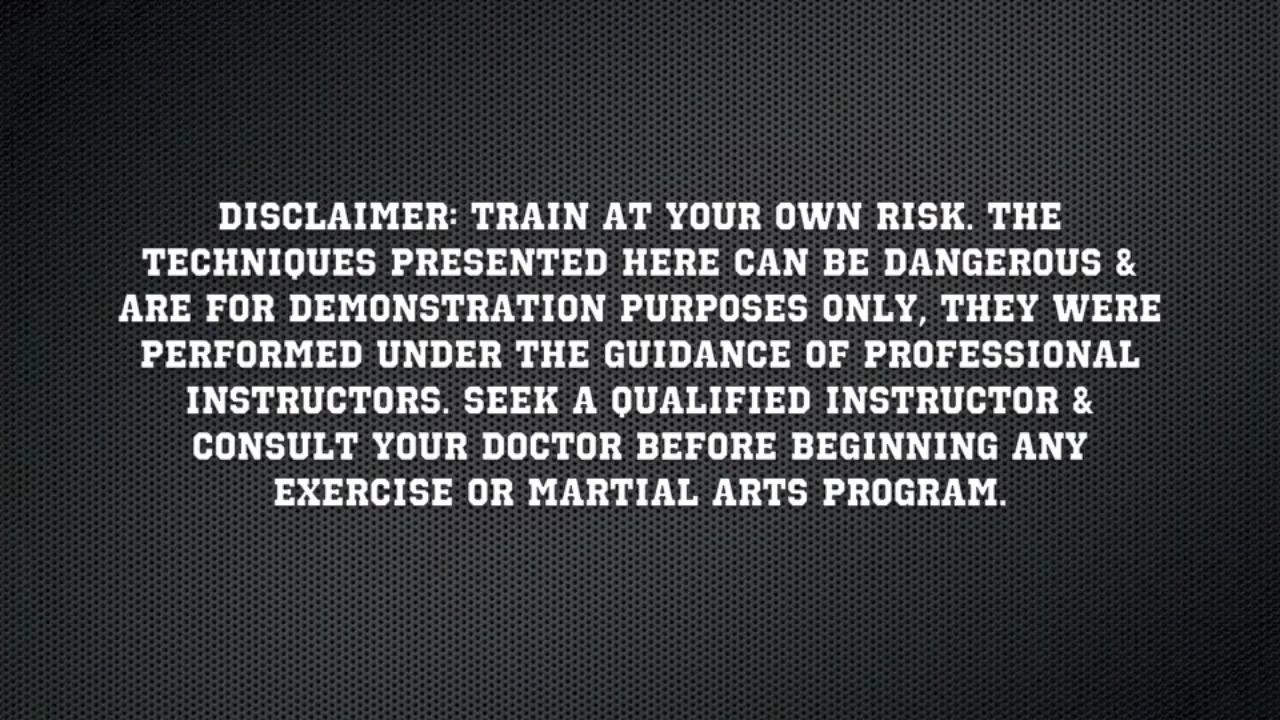 DISCLAIMER: TRAIN AT YOUR OWN RISK. THE
TECHNIQUES PRESENTED HERE CAN BE DANGEROUS &
ARE FOR DEMONSTRATION PURPOSES ONLY, THEY WERE
PERFORMED UNDER THE GUIDANCE OF PROFESSIONAL
INSTRUCTORS. SEEK A QUALIFIED INSTRUCTOR &
CONSULT YOUR DOCTOR BEFORE BEGINNING ANY
EXERCISE OR MARTIAL ARTS PROGRAM.